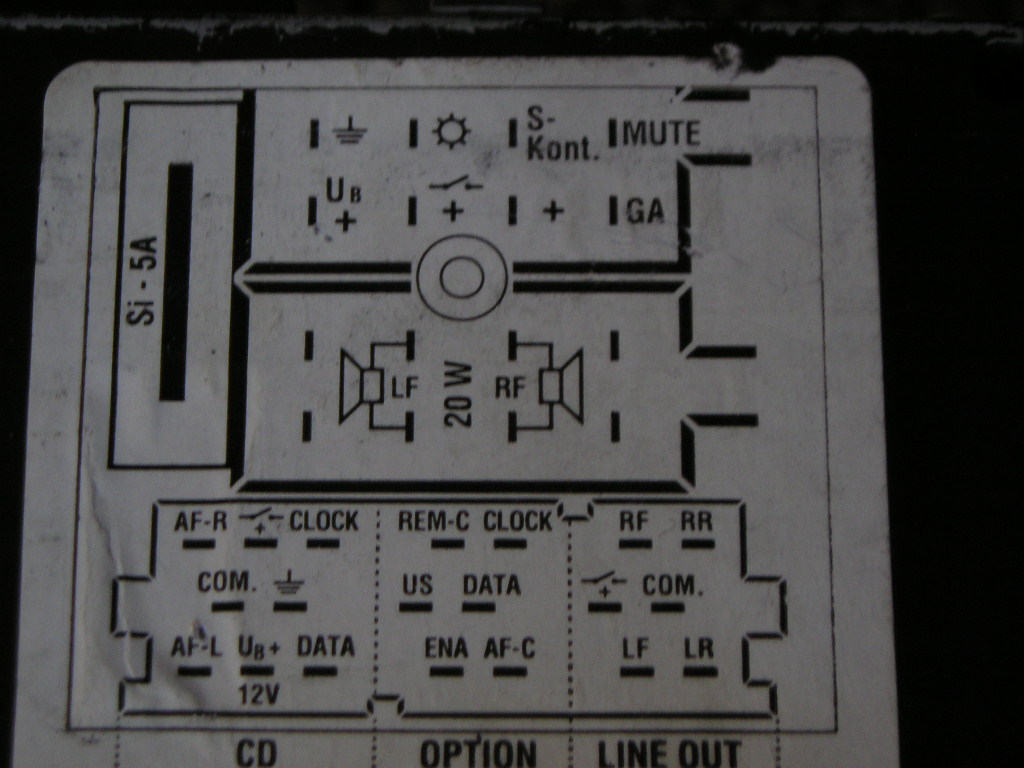 S-
Kont. MUTE
UB
+ + + GA
Si - 5A
LF 20 W RF
AF-R + CLOCK REM-C CLOCK RF RR
COM. US DATA + COM.
AF-L UB+ DATA ENA AF-C LF LR
12V
CD OPTION LINE OUT